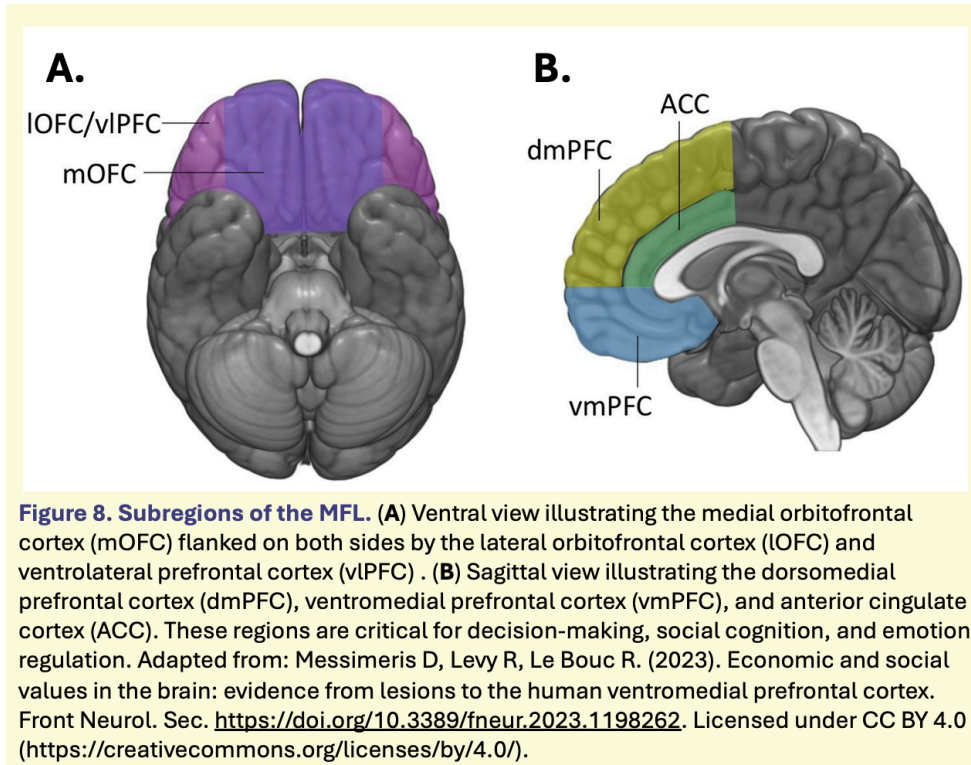 A.
B.
lOFC/vlPFC
mOFC
ACC
dmPFC
vmPFC
Figure 8. Subregions of the MFL. (A) Ventral view illustrating the medial orbitofrontal
cortex (mOFC) flanked on both sides by the lateral orbitofrontal cortex (lOFC) and
ventrolateral prefrontal cortex (vlPFC) . (B) Sagittal view illustrating the dorsomedial
prefrontal cortex (dmPFC), ventromedial prefrontal cortex (vmPFC), and anterior cingulate
cortex (ACC). These regions are critical for decision-making, social cognition, and emotion
regulation. Adapted from: Messimeris D, Levy R, Le Bouc R. (2023). Economic and social
values in the brain: evidence from lesions to the human ventromedial prefrontal cortex.
Front Neurol. Sec. https://doi.org/10.3389/fneur.2023.1198262. Licensed under CC BY 4.0
(https://creativecommons.org/licenses/by/4.0/).